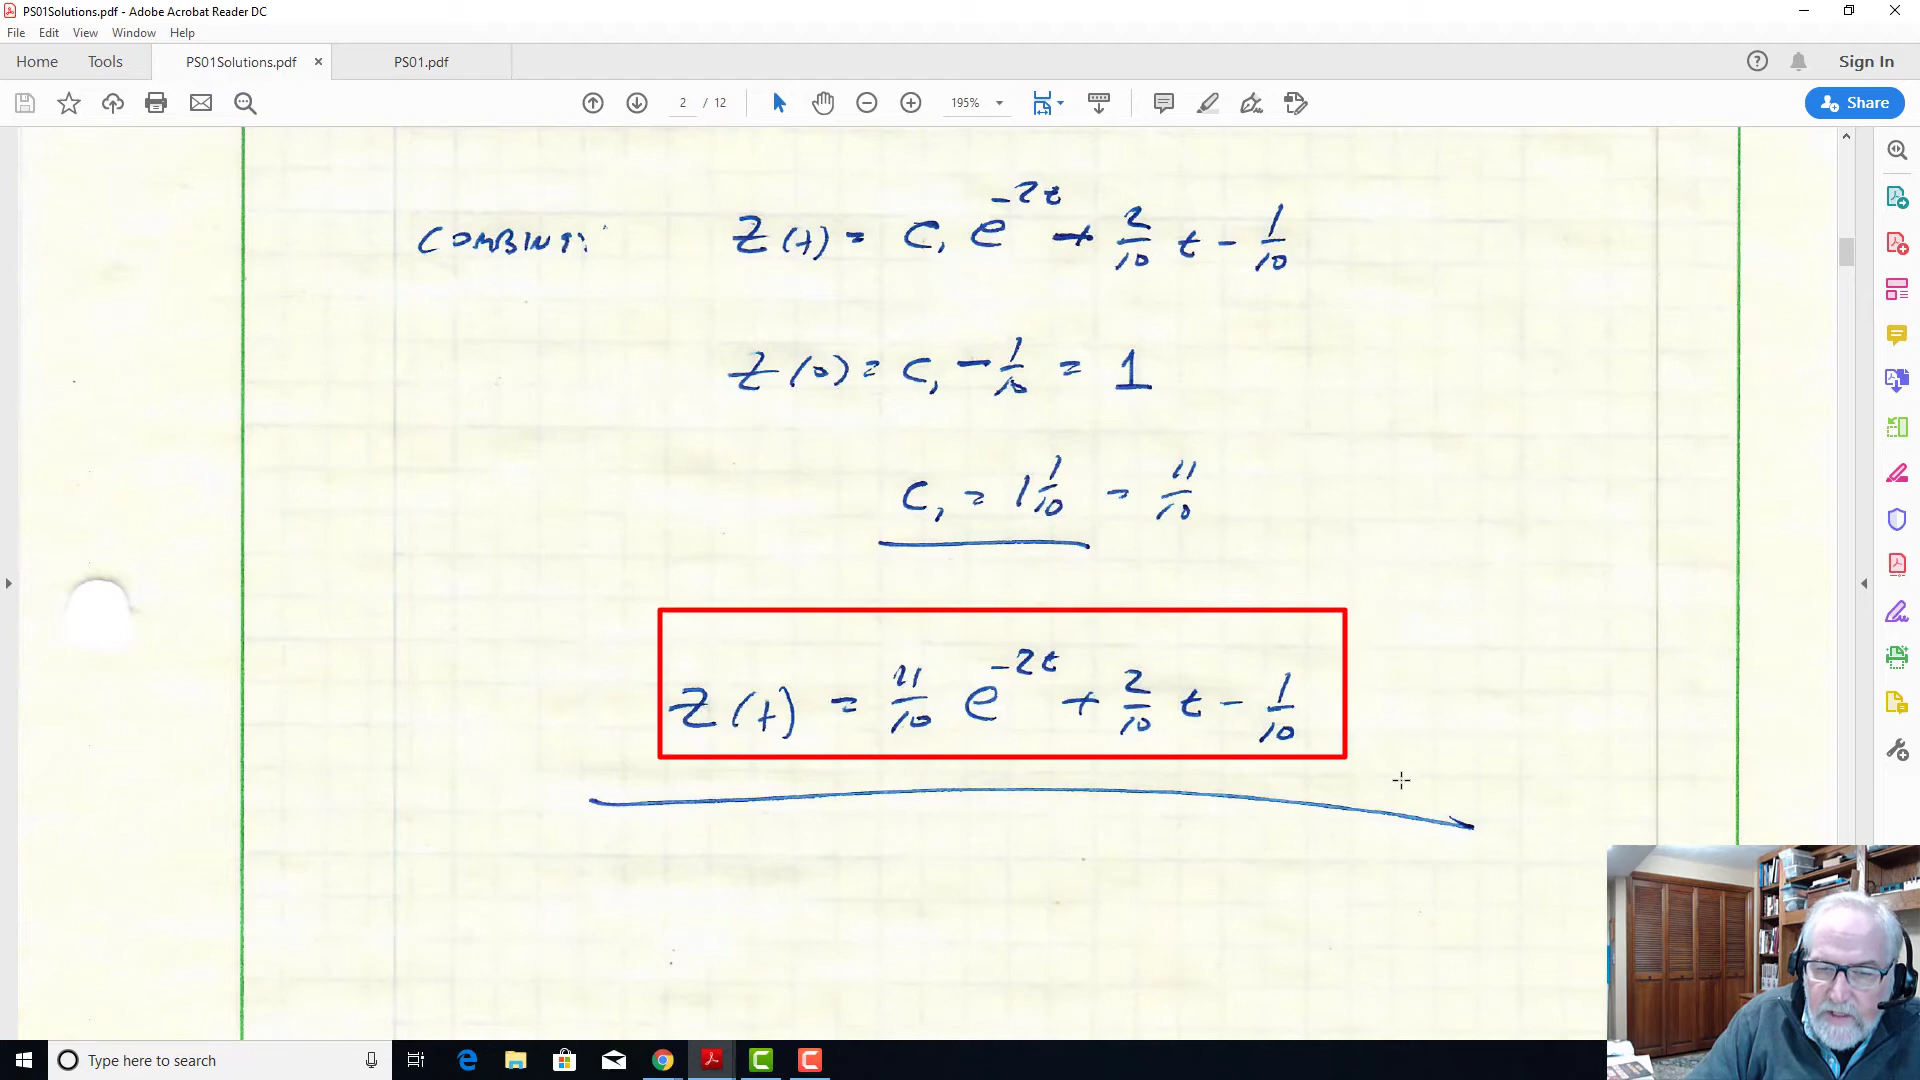 PS01Solutions.pdf - Adobe Acrobat Reader DC
File Edit View Window Help
Home Tools PS01Solutions.pdf × PS01.pdf Sign In
2 / 12 195% Share
COMBINE: Z(t) = C₁ e^{-2t} + 2/10 t - 1/10
Z(0) = C₁ - 1/10 = 1
C₁ = 1 1/10 = 11/10
Z(t) = 11/10 e^{-2t} + 2/10 t - 1/10
Type here to search